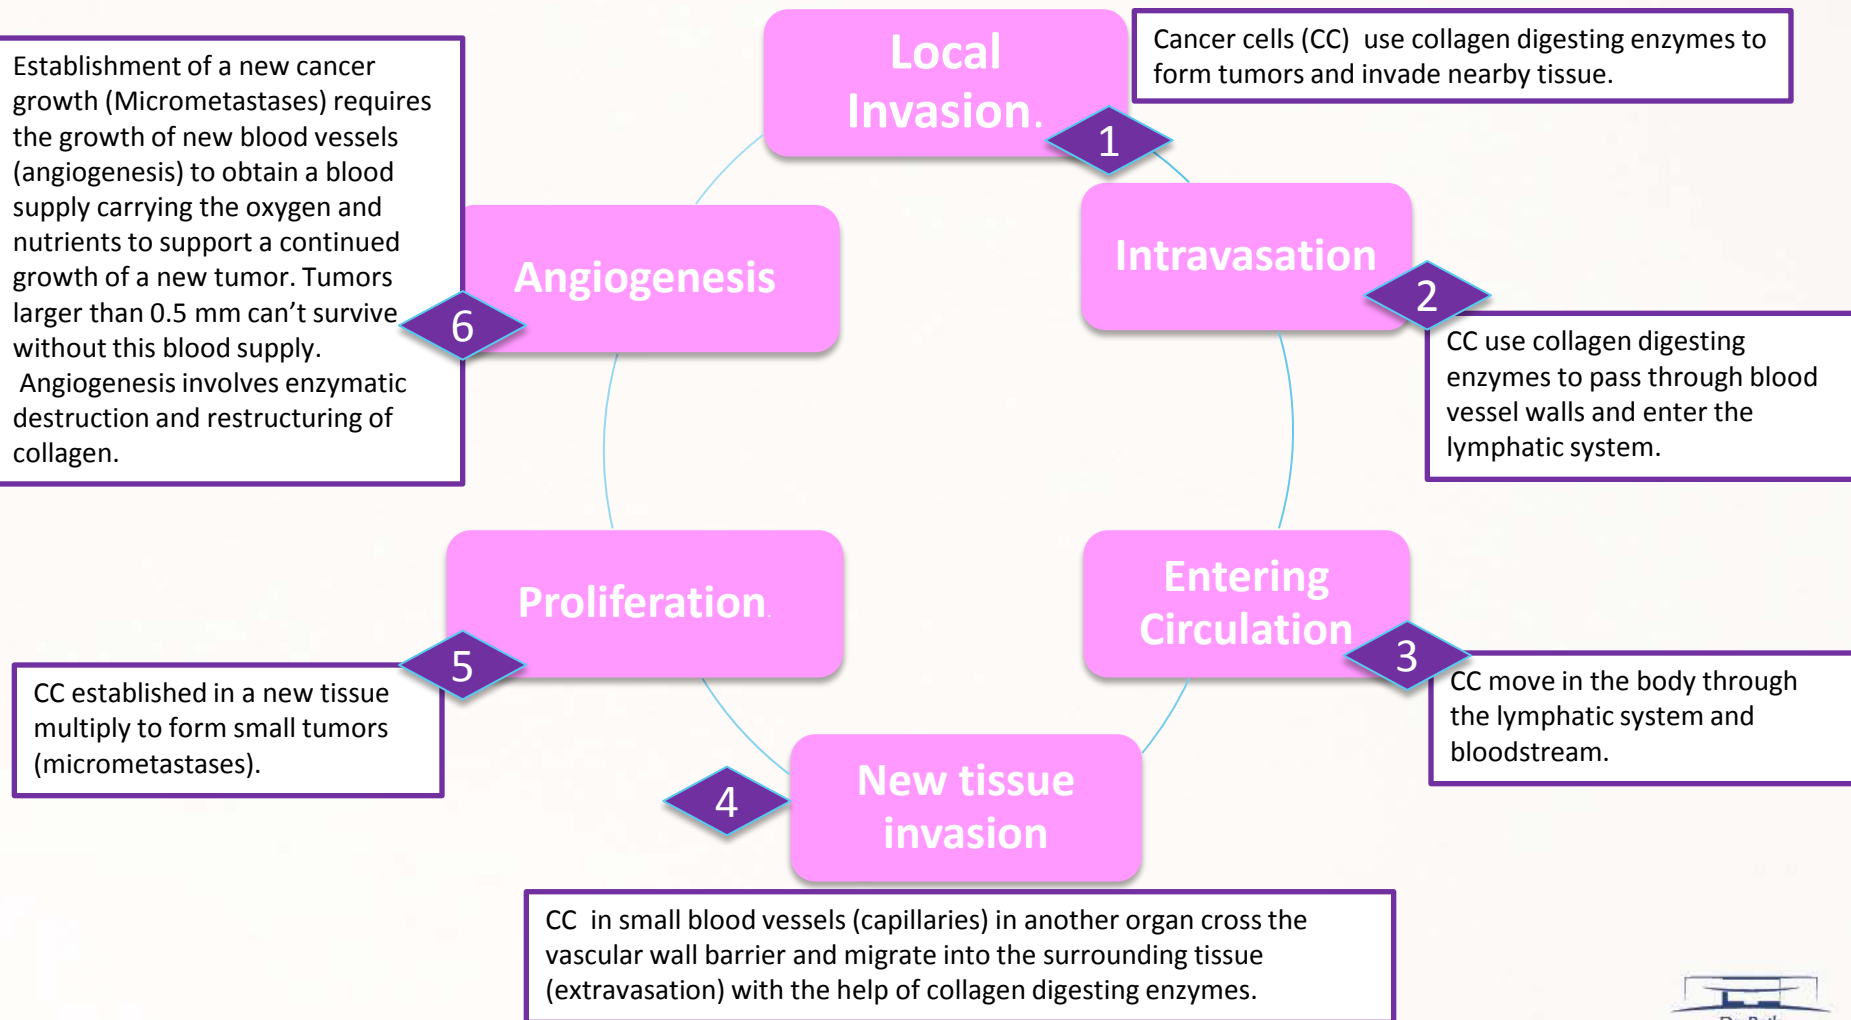 Local
Invasion.
1
Cancer cells (CC) use collagen digesting enzymes to
form tumors and invade nearby tissue.
Intravasation
2
CC use collagen digesting
enzymes to pass through blood
vessel walls and enter the
lymphatic system.
Entering
Circulation
3
CC move in the body through
the lymphatic system and
bloodstream.
New tissue
invasion
4
CC in small blood vessels (capillaries) in another organ cross the
vascular wall barrier and migrate into the surrounding tissue
(extravasation) with the help of collagen digesting enzymes.
Proliferation.
5
CC established in a new tissue
multiply to form small tumors
(micrometastases).
Angiogenesis
6
Establishment of a new cancer
growth (Micrometastases) requires
the growth of new blood vessels
(angiogenesis) to obtain a blood
supply carrying the oxygen and
nutrients to support a continued
growth of a new tumor. Tumors
larger than 0.5 mm can’t survive
without this blood supply.
Angiogenesis involves enzymatic
destruction and restructuring of
collagen.